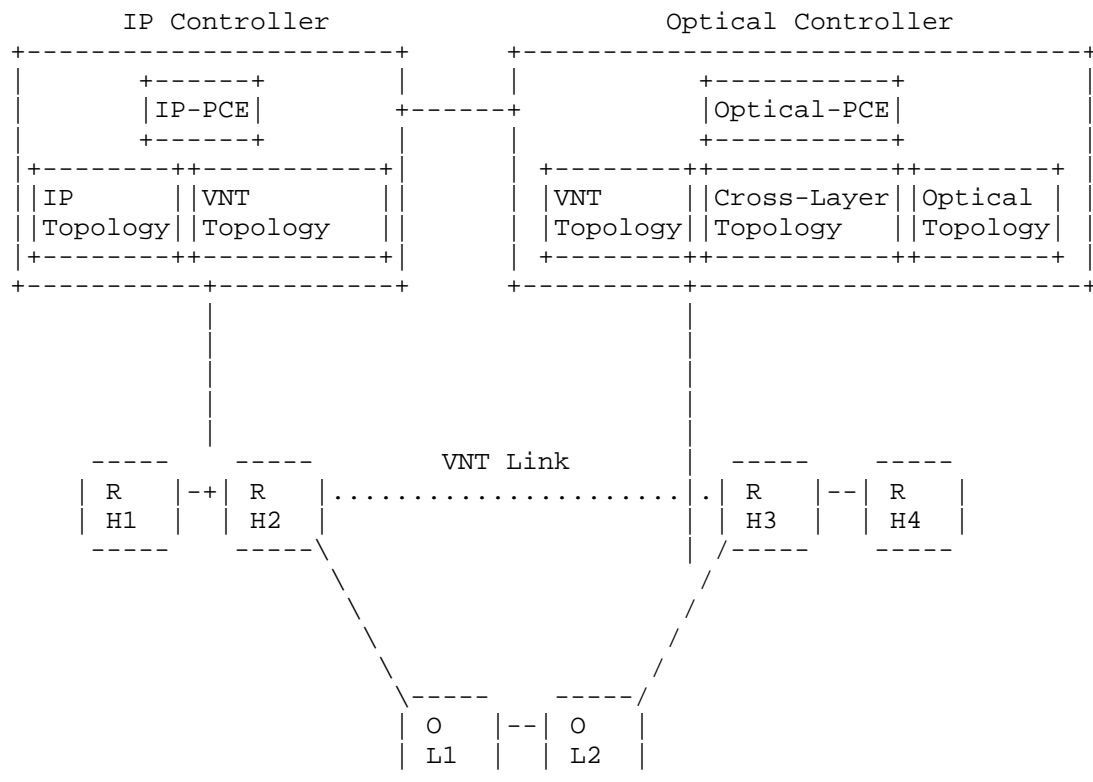 IP Controller Optical Controller
IP-PCE Optical-PCE
IP VNT VNT Cross-Layer Optical
Topology Topology Topology Topology Topology
VNT Link
R R R R
H1 H2 H3 H4
O O
L1 L2